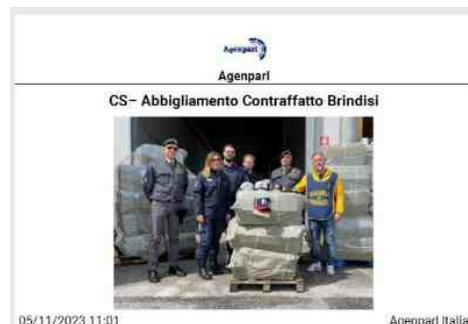 Agenparl
Agenparl
CS– Abbigliamento Contraffatto Brindisi
05/11/2023 11:01
Agenparl Italia